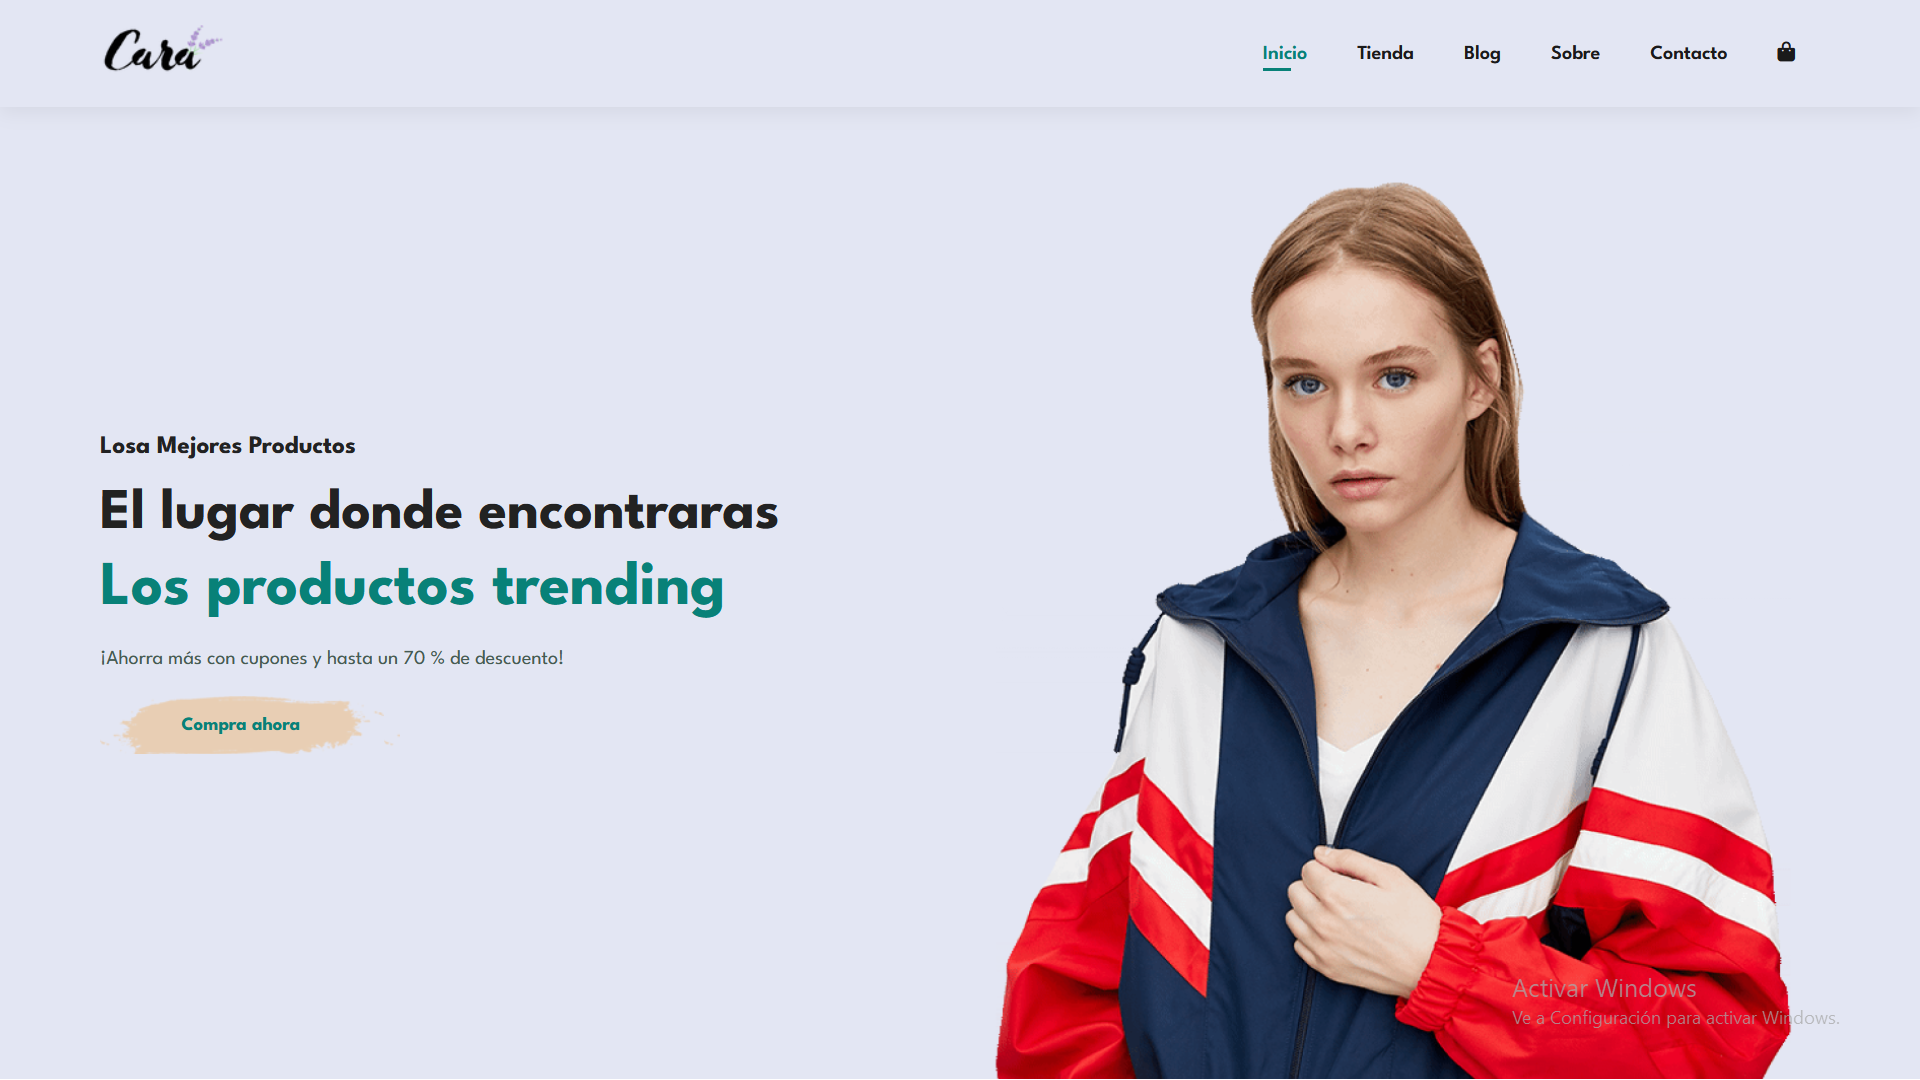 Cara
Inicio Tienda Blog Sobre Contacto
Losa Mejores Productos
El lugar donde encontraras
Los productos trending
¡Ahorra más con cupones y hasta un 70 % de descuento!
Compra ahora
Activar Windows
Ve a Configuración para activar Windows.